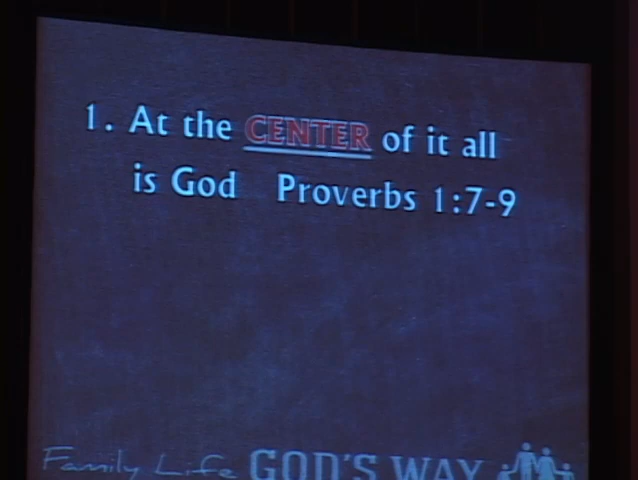 1. At the CENTER of it all
is God Proverbs 1:7-9
Family Life GOD'S WAY